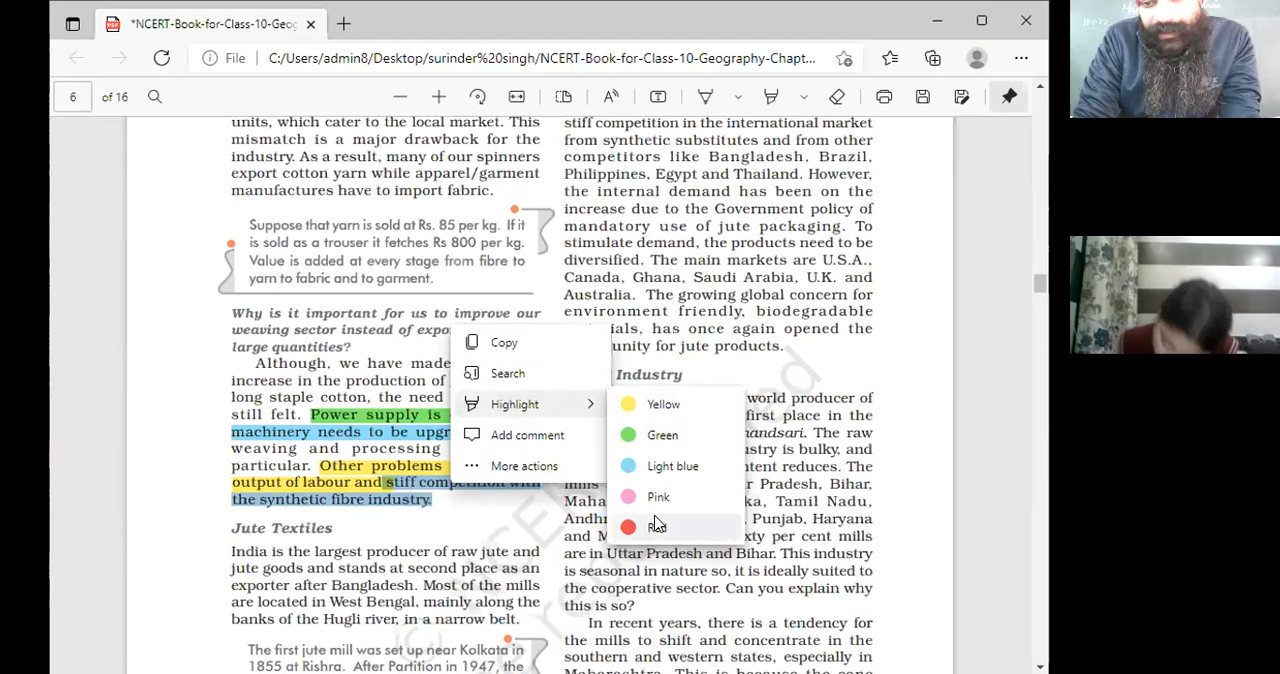 *NCERT-Book-for-Class-10-Geog
File
C:/Users/admin8/Desktop/surinder%20singh/NCERT-Book-for-Class-10-Geography-Chapt...
6 of 16
units, which cater to the local market. This
mismatch is a major drawback for the
industry. As a result, many of our spinners
export cotton yarn while apparel/garment
manufactures have to import fabric.
Suppose that yarn is sold at Rs. 85 per kg. If it
is sold as a trouser it fetches Rs 800 per kg.
Value is added at every stage from fibre to
yarn to fabric and to garment.
Why is it important for us to improve our
weaving sector instead of expo
large quantities?
Although, we have made
increase in the production of
long staple cotton, the need
still felt. Power supply is
machinery needs to be upgr
weaving and processing
particular. Other problems
output of labour and stiff competition with
the synthetic fibre industry.
Jute Textiles
India is the largest producer of raw jute and
jute goods and stands at second place as an
exporter after Bangladesh. Most of the mills
are located in West Bengal, mainly along the
banks of the Hugli river, in a narrow belt.
The first jute mill was set up near Kolkata in
1855 at Rishra. After Partition in 1947, the
Copy
Search
Highlight
Add comment
More actions
Yellow
Green
Light blue
Pink
Red
stiff competition in the international market
from synthetic substitutes and from other
competitors like Bangladesh, Brazil,
Philippines, Egypt and Thailand. However,
the internal demand has been on the
increase due to the Government policy of
mandatory use of jute packaging. To
stimulate demand, the products need to be
diversified. The main markets are U.S.A.,
Canada, Ghana, Saudi Arabia, U.K. and
Australia. The growing global concern for
environment friendly, biodegradable
ials, has once again opened the
unity for jute products.
Industry
world producer of
first place in the
andsari. The raw
ustry is bulky, and
ntent reduces. The
mills r Pradesh, Bihar,
Maha ka, Tamil Nadu,
Andh Punjab, Haryana
and M xty per cent mills
are in Uttar Pradesh and Bihar. This industry
is seasonal in nature so, it is ideally suited to
the cooperative sector. Can you explain why
this is so?
In recent years, there is a tendency for
the mills to shift and concentrate in the
southern and western states, especially in
Maharashtra. This is because the cane